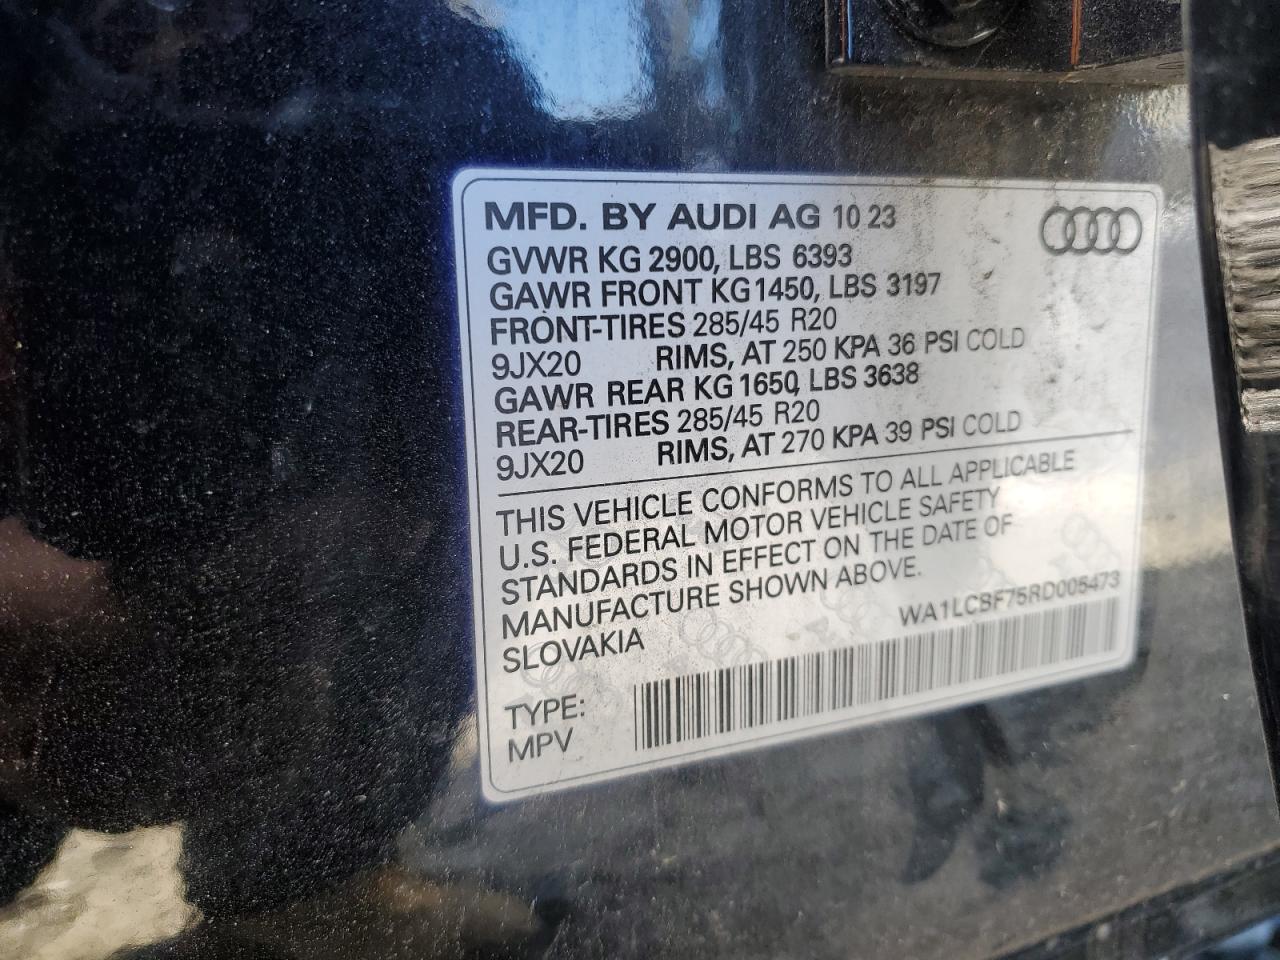 MFD. BY AUDI AG 10 23
GVWR KG 2900, LBS 6393
GAWR FRONT KG1450, LBS 3197
FRONT-TIRES 285/45 R20
9JX20 RIMS, AT 250 KPA 36 PSI COLD
GAWR REAR KG1650, LBS 3638
REAR-TIRES 285/45 R20
9JX20 RIMS, AT 270 KPA 39 PSI COLD
THIS VEHICLE CONFORMS TO ALL APPLICABLE
U.S. FEDERAL MOTOR VEHICLE SAFETY
STANDARDS IN EFFECT ON THE DATE OF
MANUFACTURE SHOWN ABOVE.
SLOVAKIA
WA1LCBF75RD005473
TYPE:
MPV